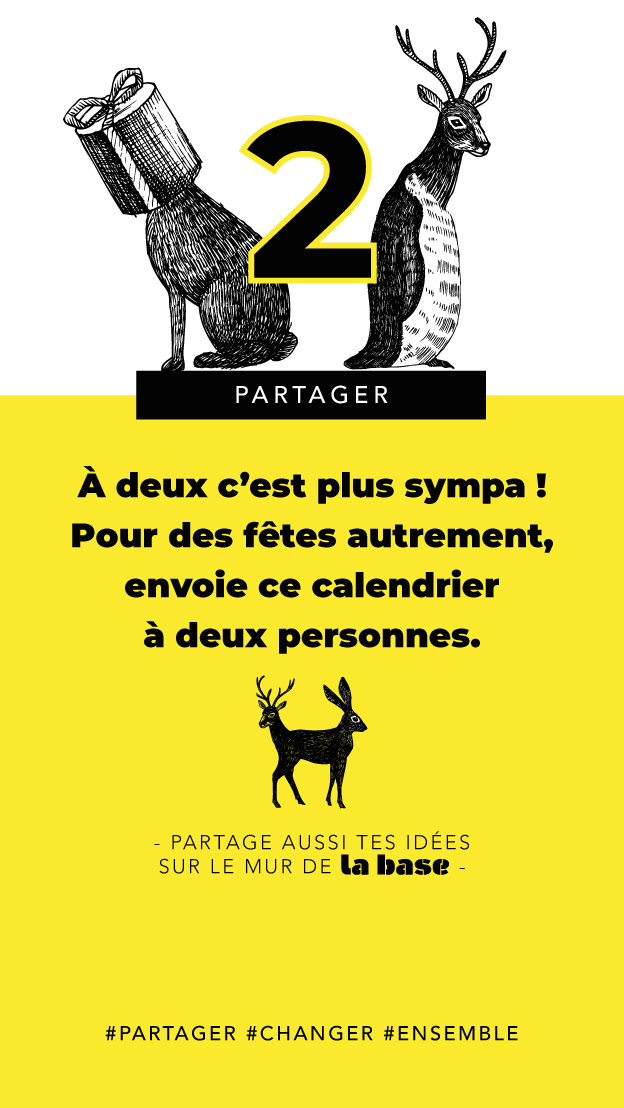 2
PARTAGER
À deux c’est plus sympa !
Pour des fêtes autrement,
envoie ce calendrier
à deux personnes.
- PARTAGE AUSSI TES IDÉES
SUR LE MUR DE la base -
#PARTAGER #CHANGER #ENSEMBLE